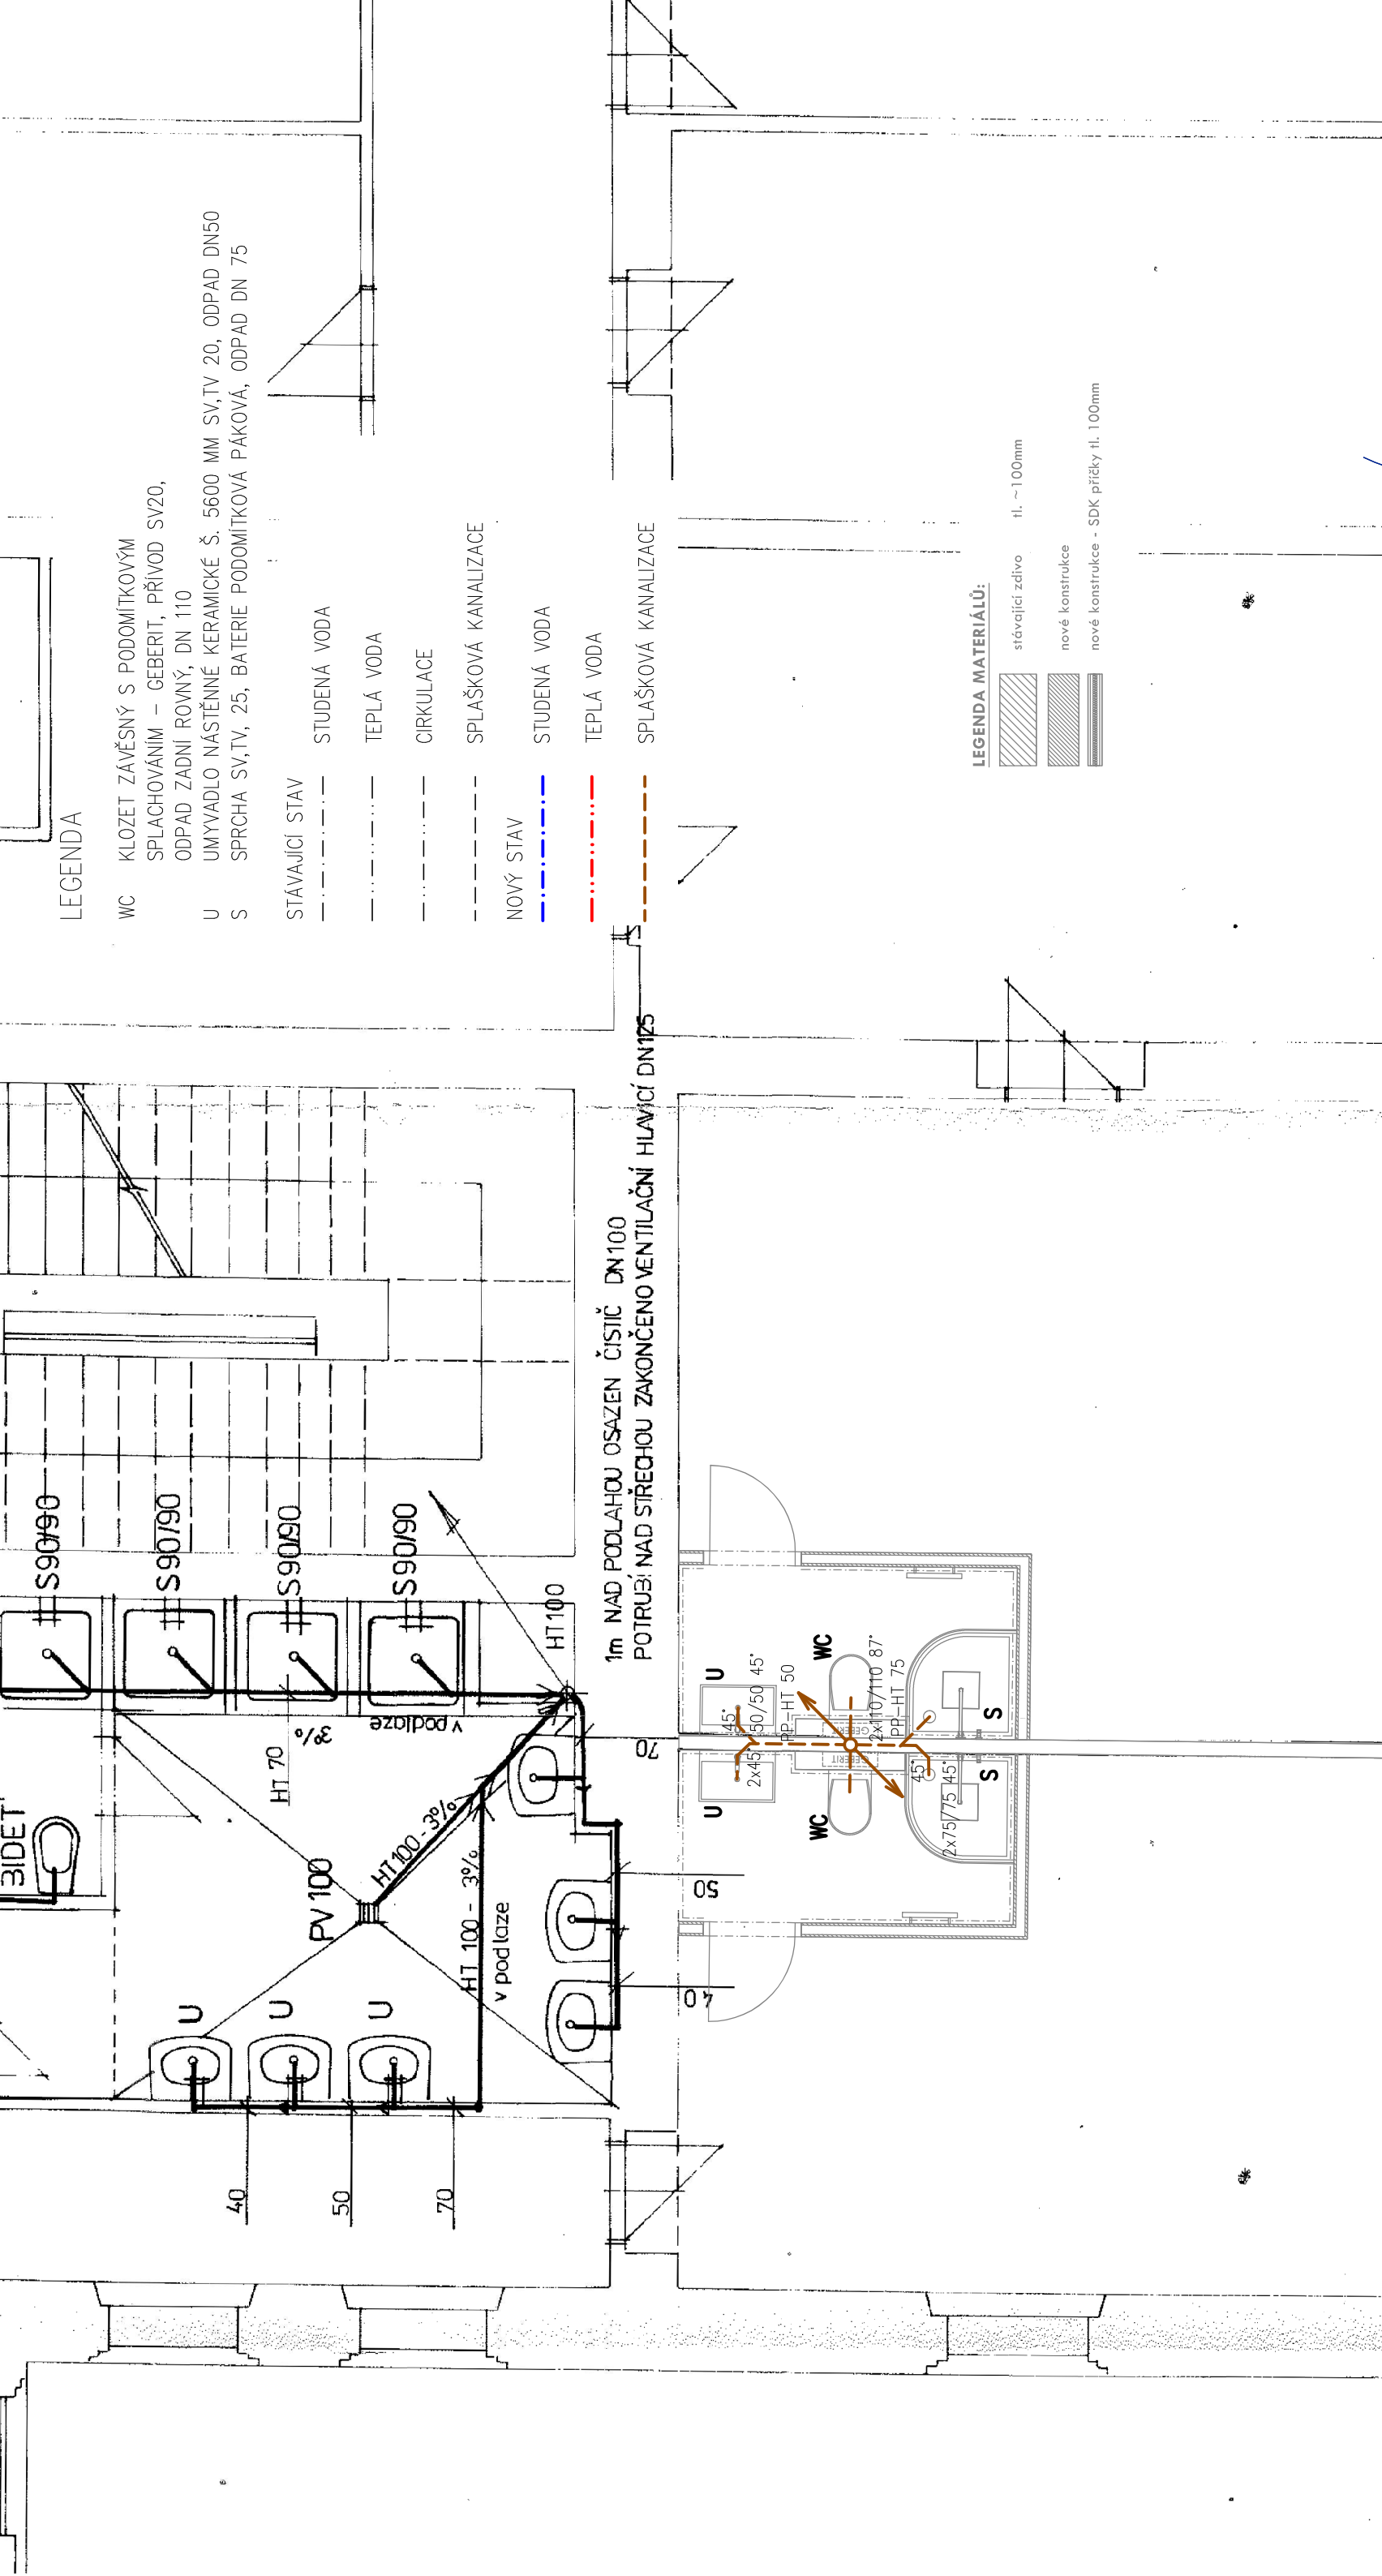 LEGENDA
WC KLOZET ZÁVĚSNÝ S PODOMÍTKOVÝM
SPLACHOVÁNÍM – GEBERIT, PŘÍVOD SV20,
ODPAD ZADNÍ ROVNÝ, DN 110
U UMYVADLO NÁSTĚNNÉ KERAMICKÉ Š. 5600 MM SV,TV 20, ODPAD DN50
S SPRCHA SV,TV, 25, BATERIE PODOMÍTKOVÁ PÁKOVÁ, ODPAD DN 75
STÁVAJÍCÍ STAV
STUDENÁ VODA
TEPLÁ VODA
CIRKULACE
SPLAŠKOVÁ KANALIZACE
NOVÝ STAV
STUDENÁ VODA
TEPLÁ VODA
SPLAŠKOVÁ KANALIZACE
LEGENDA MATERIÁLŮ:
stávající zdivo tl. ~100mm
nové konstrukce
nové konstrukce - SDK příčky tl. 100mm
S90/90
S90/90
S90/90
S90/90
BIDET
HT 70
3%
v podlaze
HT100
PV 100
HT100-3%
HT 100 - 3%
v podlaze
U
U
U
40
50
70
70
50
40
1m NAD PODLAHOU OSAZEN ČISTIČ DN100
POTRUBÍ NAD STŘECHOU ZAKONČENO VENTILAČNÍ HLAVICÍ DN125
U
U
45°
50/50 45°
2x45°
PP-HT 50
WC
WC
GEBERIT
GEBERIT
2x110/110 87°
PP-HT 75
45°
2x75/75 45°
S
S